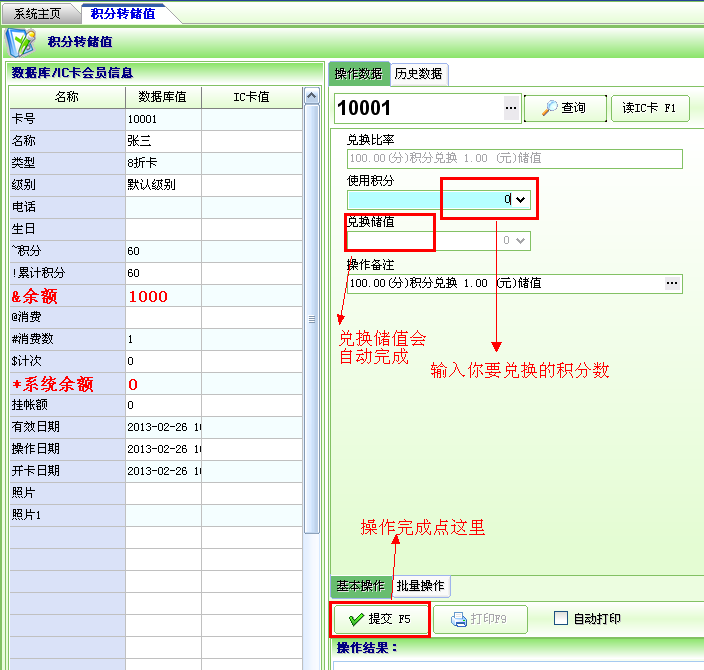 系统主页 积分转储值
积分转储值
数据库/IC卡会员信息
名称 数据库值 IC卡值
卡号 10001
名称 张三
类型 8折卡
级别 默认级别
电话
生日
~积分 60
!累计积分 60
&余额 1000
@消费
#消费数 1
$计次 0
*系统余额 0
挂帐额 0
有效日期 2013-02-26
操作日期 2013-02-26
开卡日期 2013-02-26
照片
照片1
操作数据 历史数据
10001 ... 查询 读IC卡 F1
兑换比率
100.00(分)积分兑换 1.00 (元)储值
使用积分
0
兑换储值
0
操作备注
100.00(分)积分兑换 1.00 (元)储值 ...
兑换储值会
自动完成
输入你要兑换的积分数
操作完成点这里
基本操作 批量操作
提交 F5 打印F9 自动打印
操作结果：